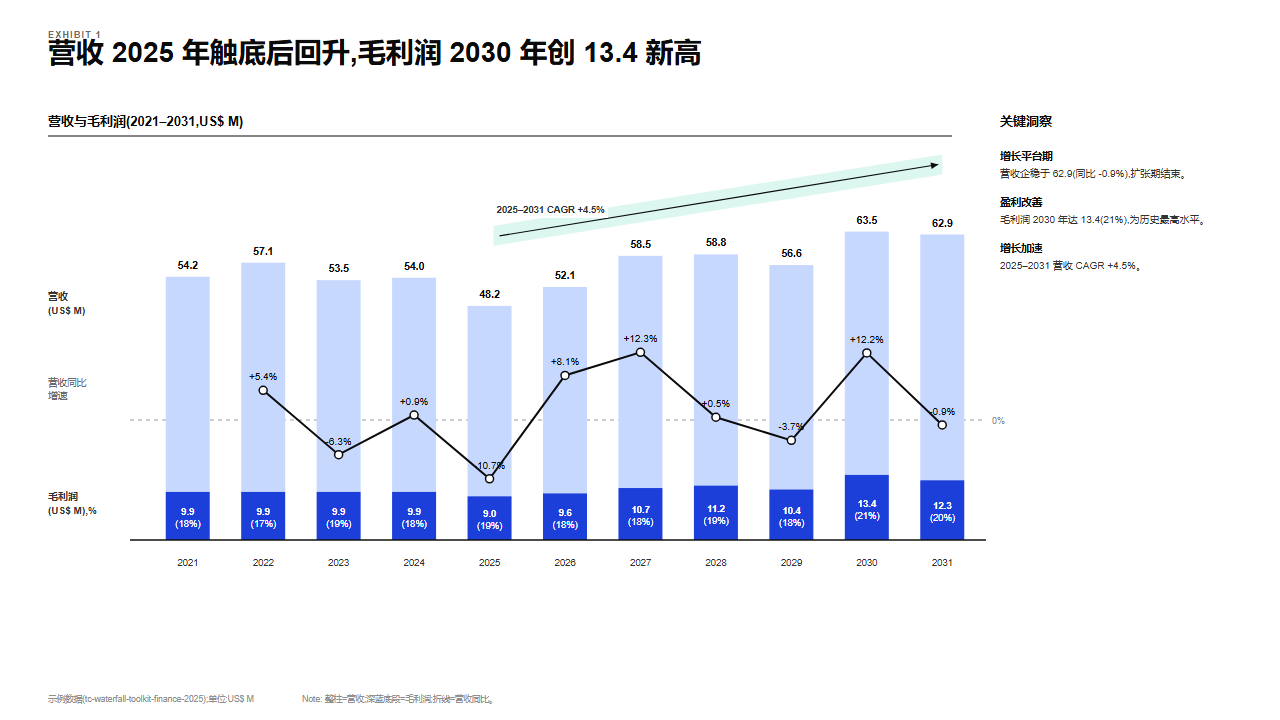 EXHIBIT 1
营收 2025 年触底后回升,毛利润 2030 年创 13.4 新高
营收与毛利润(2021–2031,US$ M)
关键洞察
增长平台期
营收企稳于 62.9(同比 -0.9%),扩张期结束。
盈利改善
毛利润 2030 年达 13.4(21%),为历史最高水平。
增长加速
2025–2031 营收 CAGR +4.5%。
2025–2031 CAGR +4.5%
54.2
57.1
53.5
54.0
48.2
52.1
58.5
58.8
56.6
63.5
62.9
营收
(US$ M)
营收同比
增速
+5.4%
-6.3%
+0.9%
-10.7%
+8.1%
+12.3%
+0.5%
-3.7%
+12.2%
-0.9%
0%
毛利润
(US$ M),%
9.9
(18%)
9.9
(17%)
9.9
(19%)
9.9
(18%)
9.0
(19%)
9.6
(18%)
10.7
(18%)
11.2
(19%)
10.4
(18%)
13.4
(21%)
12.3
(20%)
2021
2022
2023
2024
2025
2026
2027
2028
2029
2030
2031
示例数据(tc-waterfall-toolkit-finance-2025);单位:US$ M
Note: 整柱=营收;深蓝底段=毛利润;折线=营收同比。